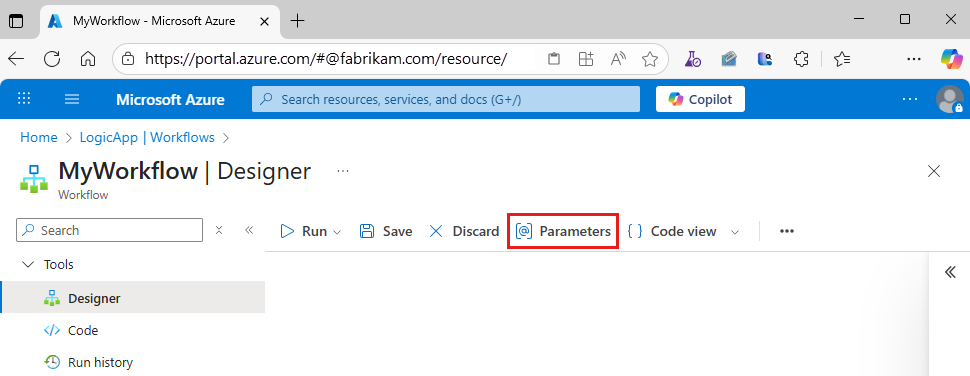 MyWorkflow - Microsoft Azure
https://portal.azure.com/#@fabrikam.com/resource/
Microsoft Azure
Search resources, services, and docs (G+/)
Copilot
Home > LogicApp | Workflows >
MyWorkflow | Designer
Workflow
Search
Run
Save
Discard
[@] Parameters
{ } Code view
Tools
Designer
Code
Run history